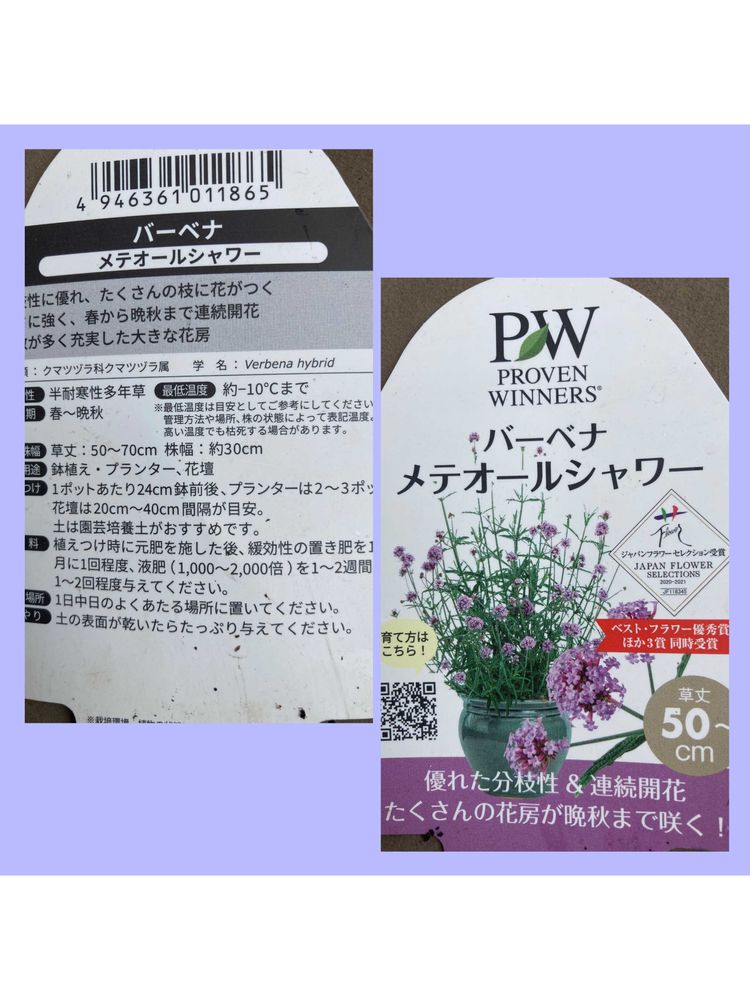 4 946361 011865
バーベナ
メテオールシャワー
性に優れ、たくさんの枝に花がつく
に強く、春から晩秋まで連続開花
が多く充実した大きな花房
:クマツヅラ科クマツヅラ属 学 名:Verbena hybrid
性 半耐寒性多年草 最低温度 約−10℃まで
期 春〜晩秋 ※最低温度は目安としてご参考にしてください
管理方法や場所、株の状態によって表記温度よ
高い温度でも枯死する場合があります。
株幅 草丈:50〜70cm 株幅:約30cm
用途 鉢植え・プランター、花壇
つけ 1ポットあたり24cm鉢前後、プランターは2〜3ポッ
花壇は20cm〜40cm間隔が目安。
土は園芸培養土がおすすめです。
料 植えつけ時に元肥を施した後、緩効性の置き肥を1
月に1回程度、液肥(1,000〜2,000倍)を1〜2週間
1〜2回程度与えてください。
場所 1日中日のよくあたる場所に置いてください。
やり 土の表面が乾いたらたっぷり与えてください。
PW
PROVEN
WINNERS®
バーベナ
メテオールシャワー
Flower
ジャパンフラワーセレクション受賞
JAPAN FLOWER
SELECTIONS
2020-2021
JF118345
ベスト・フラワー優秀賞
ほか3賞 同時受賞
育て方は
こちら!
草丈
50〜
cm
優れた分枝性 & 連続開花
たくさんの花房が晩秋まで咲く!